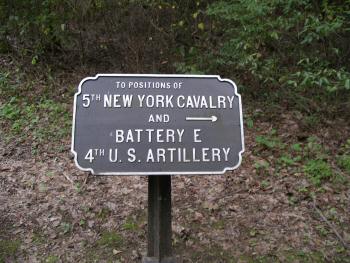 TO POSITIONS OF
5TH NEW YORK CAVALRY
AND
BATTERY E
4TH U. S. ARTILLERY